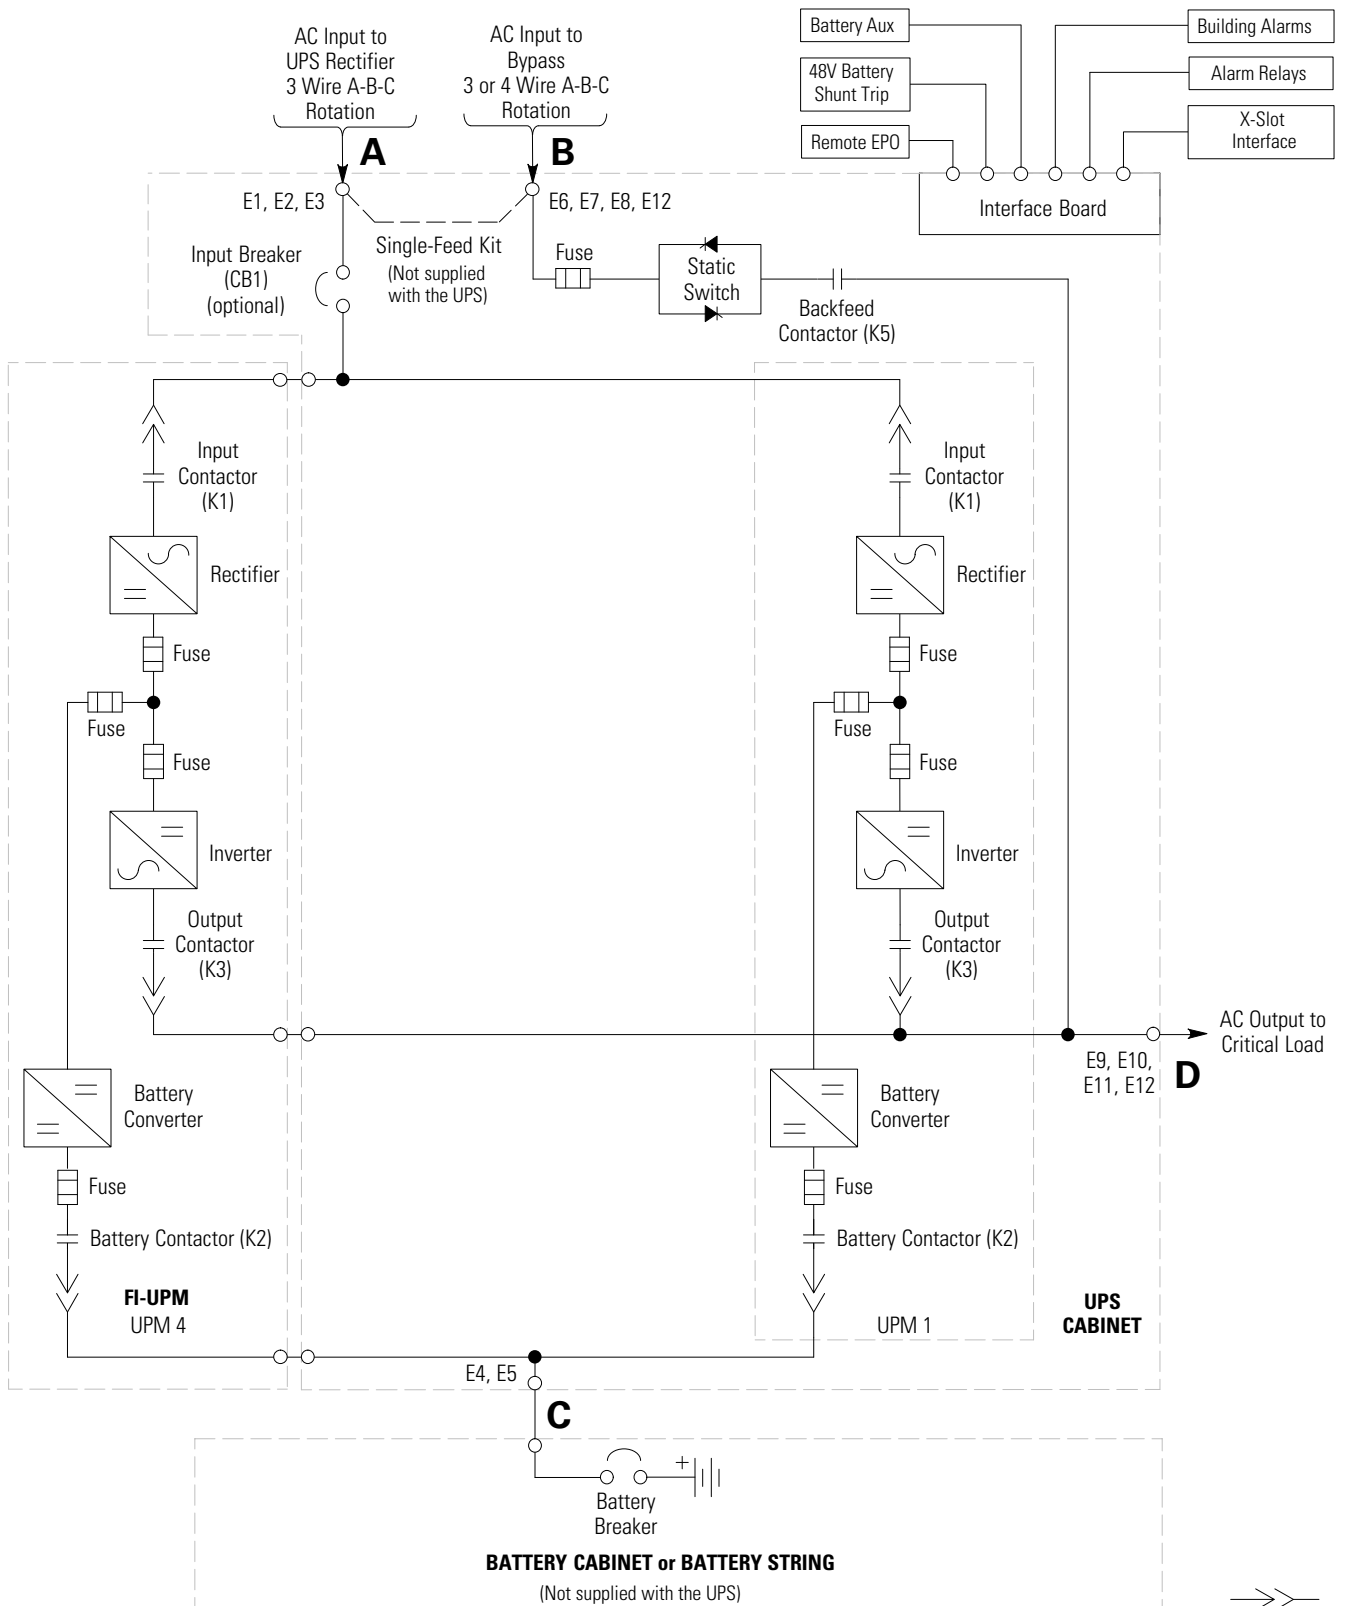 AC Input to
UPS Rectifier
3 Wire A-B-C
Rotation
AC Input to
Bypass
3 or 4 Wire A-B-C
Rotation
Battery Aux
48V Battery
Shunt Trip
Remote EPO
Building Alarms
Alarm Relays
X-Slot
Interface
A
B
E1, E2, E3
E6, E7, E8, E12
Interface Board
Input Breaker
(CB1)
(optional)
Single-Feed Kit
(Not supplied
with the UPS)
Fuse
Static
Switch
Backfeed
Contactor (K5)
Input
Contactor
(K1)
Input
Contactor
(K1)
Rectifier
Rectifier
Fuse
Fuse
Fuse
Fuse
Fuse
Fuse
Inverter
Inverter
Output
Contactor
(K3)
Output
Contactor
(K3)
AC Output to
Critical Load
E9, E10,
E11, E12
D
Battery
Converter
Battery
Converter
Fuse
Fuse
Battery Contactor (K2)
Battery Contactor (K2)
FI-UPM
UPM 4
UPM 1
UPS
CABINET
E4, E5
C
+
Battery
Breaker
BATTERY CABINET or BATTERY STRING
(Not supplied with the UPS)